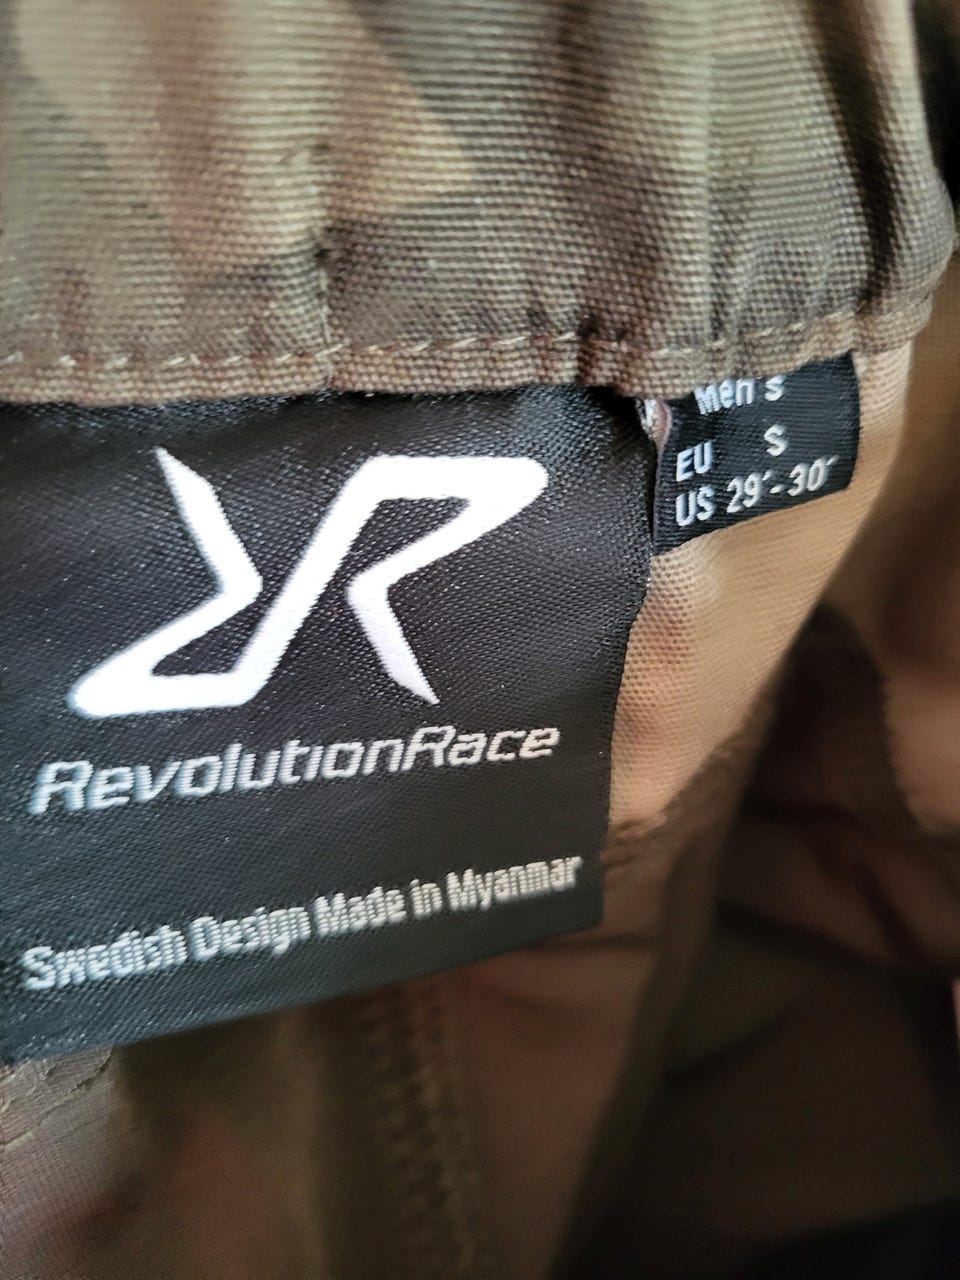 Men's
EU S
US 29´-30´
RevolutionRace
Swedish Design Made in Myanmar